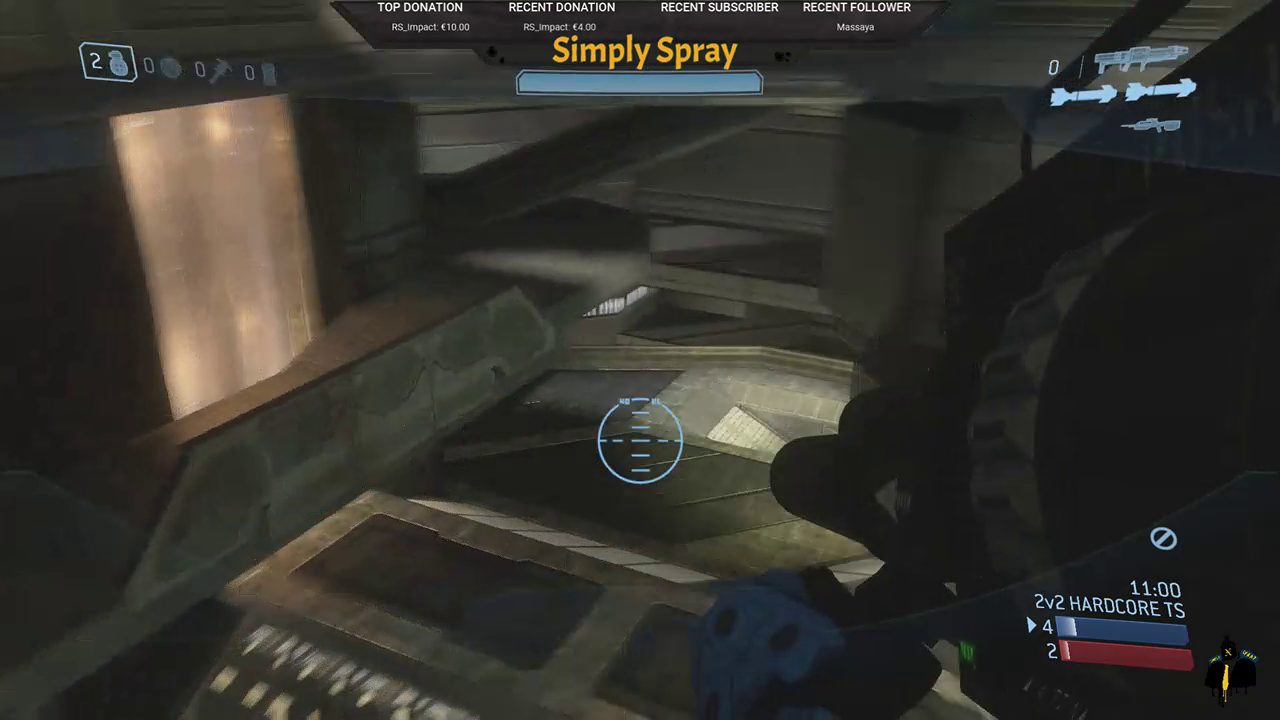 TOP DONATION
RECENT DONATION
RECENT SUBSCRIBER
RECENT FOLLOWER
RS_Impact: €10.00
RS_Impact: €4.00
Massaya
Simply Spray
2
0
0
0
0
11:00
2v2 HARDCORE TS
4
2